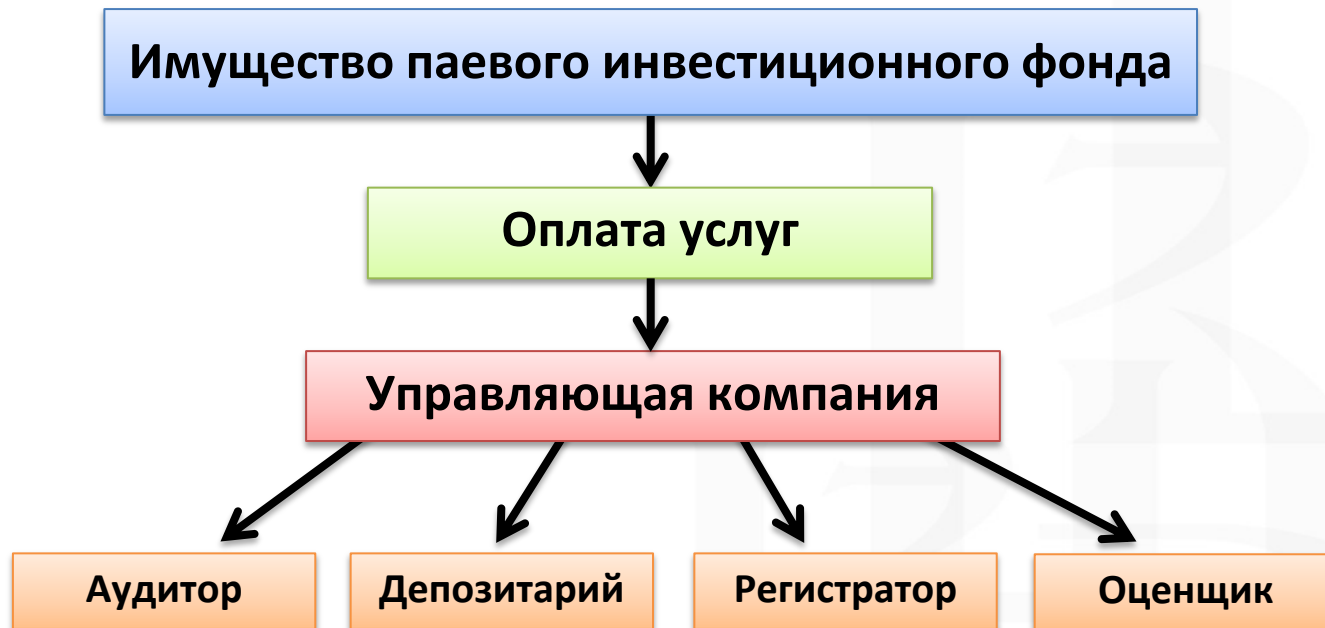 Имущество паевого инвестиционного фонда
Оплата услуг
Управляющая компания
Аудитор
Депозитарий
Регистратор
Оценщик